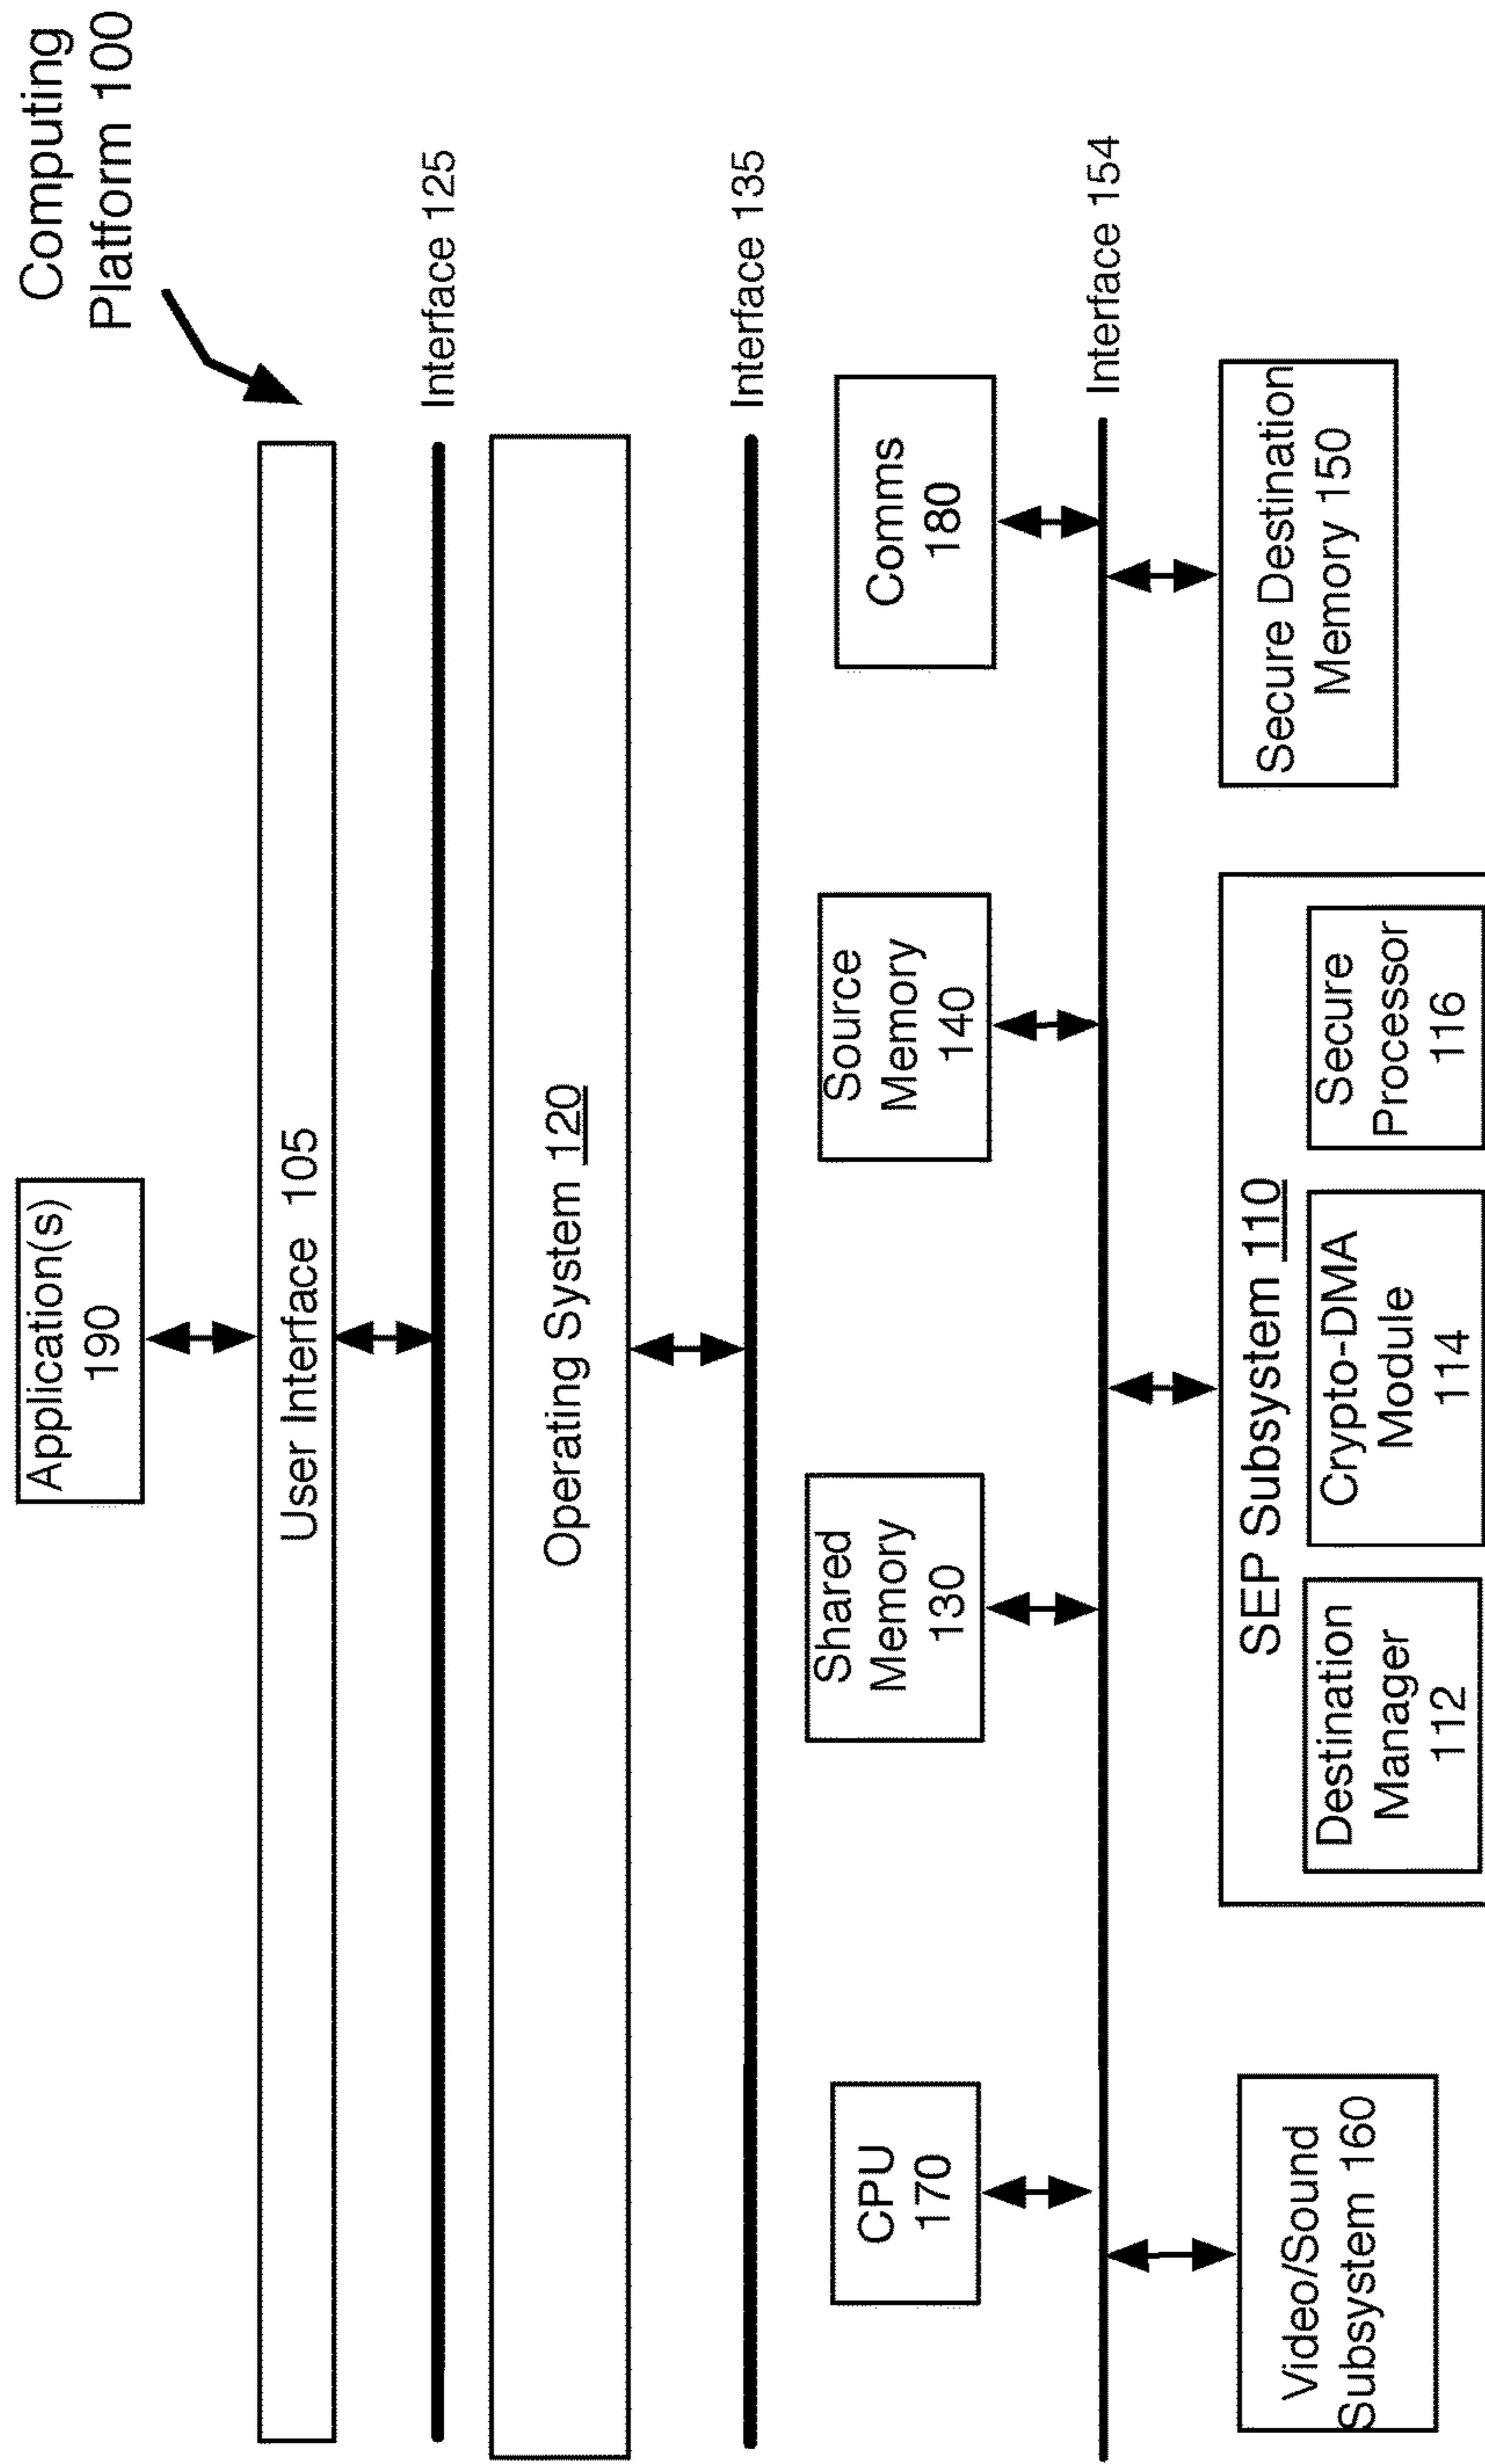 Computing
Platform 100
Application(s)
190
User Interface 105
Interface 125
Operating System 120
Interface 135
CPU
170
Shared
Memory
130
Source
Memory
140
Comms
180
Interface 154
Video/Sound
Subsystem 160
SEP Subsystem 110
Destination
Manager
112
Crypto-DMA
Module
114
Secure
Processor
116
Secure Destination
Memory 150